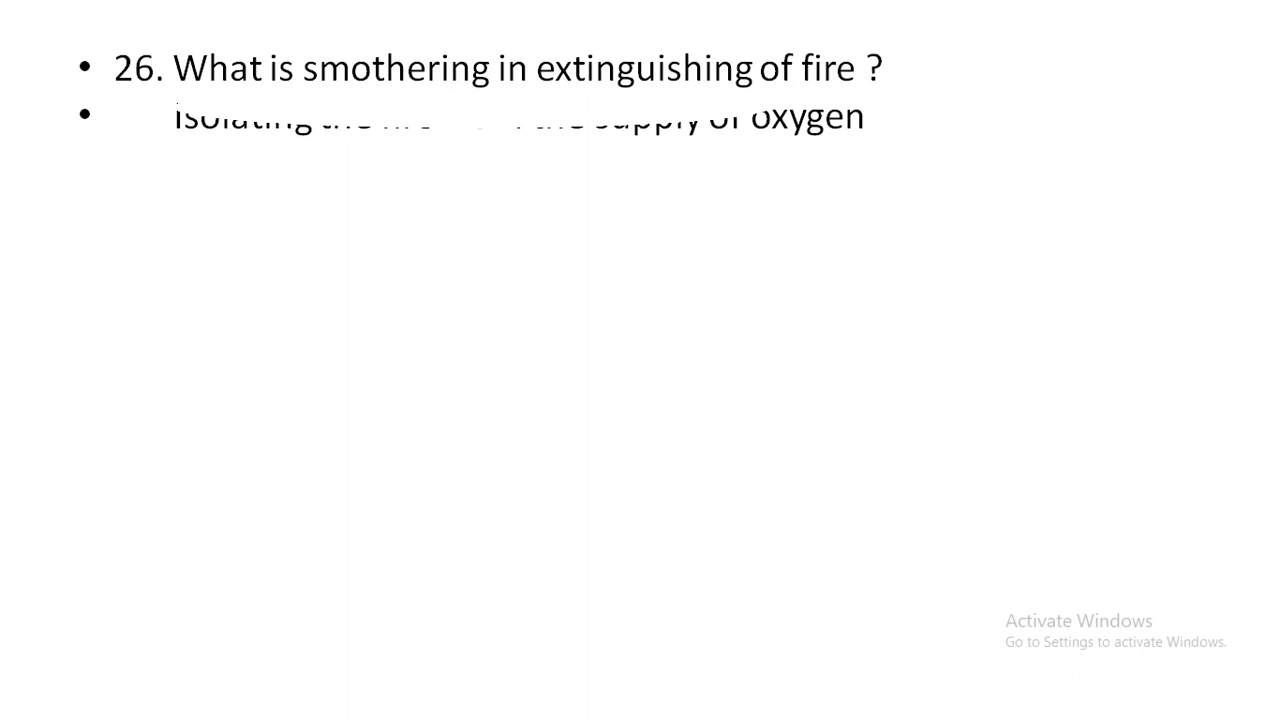 • 26. What is smothering in extinguishing of fire ?
• Isolating the fire from the supply of oxygen
Activate Windows
Go to Settings to activate Windows.